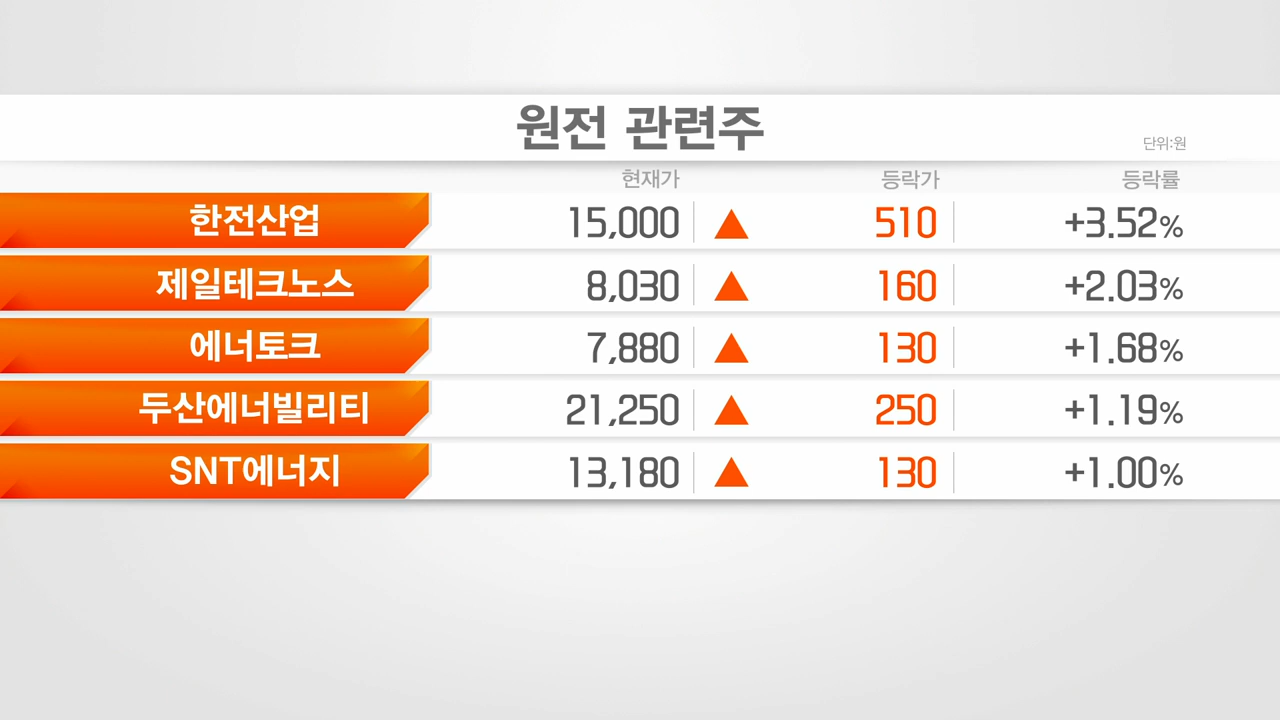 원전 관련주
단위:원
현재가 등락가 등락률
한전산업 15,000 ▲ 510 +3.52%
제일테크노스 8,030 ▲ 160 +2.03%
에너토크 7,880 ▲ 130 +1.68%
두산에너빌리티 21,250 ▲ 250 +1.19%
SNT에너지 13,180 ▲ 130 +1.00%